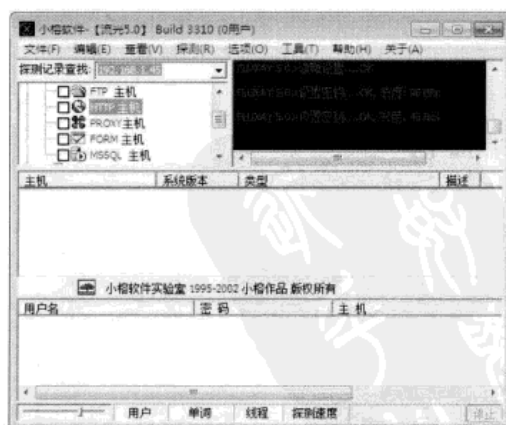 小榕软件-【流光5.0】 Build 3310 (0用户)
文件(F) 编辑(E) 查看(V) 探测(R) 选项(O) 工具(T) 帮助(H) 关于(A)
探测记录查找:
FTP 主机
HTTP 主机
PROXY主机
FORM 主机
MSSQL 主机
主机 系统版本 类型 描述
小榕软件实验室 1995-2002 小榕作品 版权所有
用户名 密码 主机
用户 单词 线程 探测速度 停止